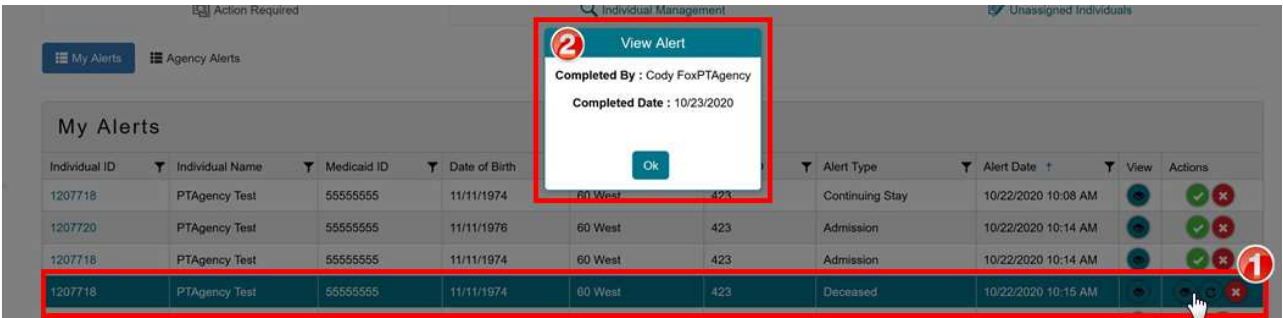 Action Required
Individual Management
Unassigned Individuals
My Alerts
Agency Alerts
2
View Alert
Completed By : Cody FoxPTAgency
Completed Date : 10/23/2020
Ok
My Alerts
Individual ID Individual Name Medicaid ID Date of Birth Alert Type Alert Date ↑ View Actions
1207718 PTAgency Test 55555555 11/11/1974 60 West 423 Continuing Stay 10/22/2020 10:08 AM
1207720 PTAgency Test 55555555 11/11/1976 60 West 423 Admission 10/22/2020 10:14 AM
1207718 PTAgency Test 55555555 11/11/1974 60 West 423 Admission 10/22/2020 10:14 AM
1
1207718 PTAgency Test 55555555 11/11/1974 60 West 423 Deceased 10/22/2020 10:15 AM